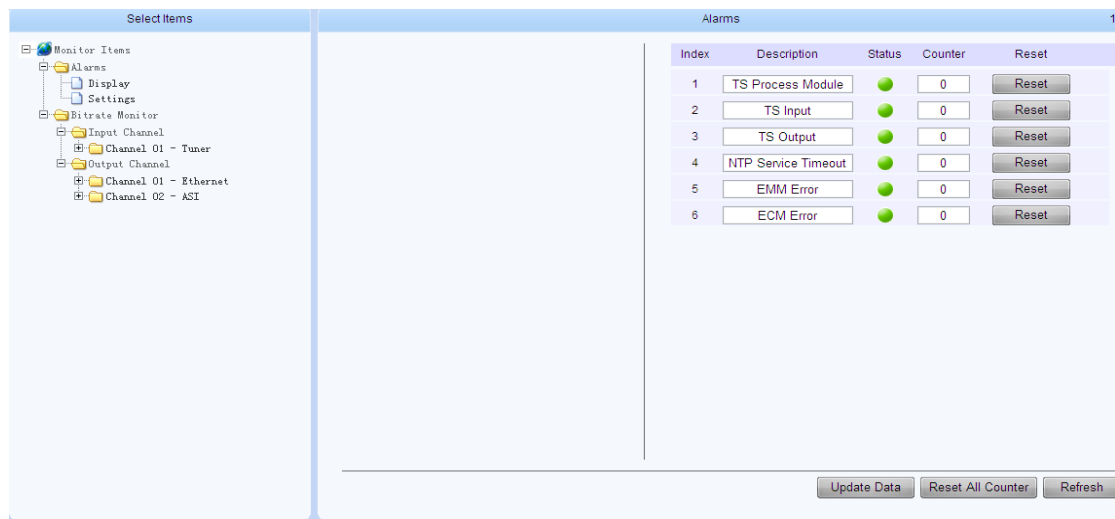 Select Items
Monitor Items
Alarms
Display
Settings
Bitrate Monitor
Input Channel
Channel 01 - Tuner
Output Channel
Channel 01 - Ethernet
Channel 02 - ASI
Alarms 1
Index Description Status Counter Reset
1 TS Process Module 0 Reset
2 TS Input 0 Reset
3 TS Output 0 Reset
4 NTP Service Timeout 0 Reset
5 EMM Error 0 Reset
6 ECM Error 0 Reset
Update Data Reset All Counter Refresh